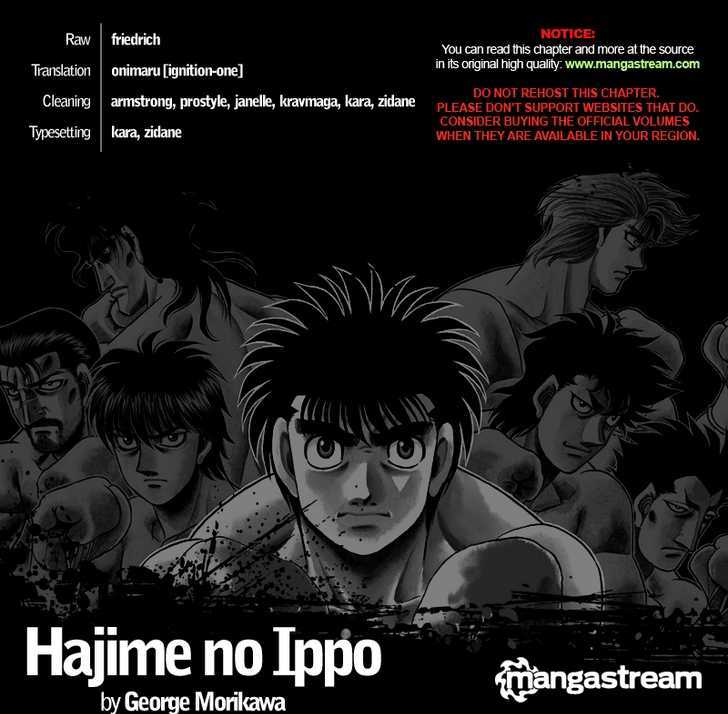 Raw friedrich
Translation onimaru [ignition-one]
Cleaning armstrong, prostyle, janelle, kravmaga, kara, zidane
Typesetting kara, zidane
NOTICE:
You can read this chapter and more at the source
in its original high quality: www.mangastream.com
DO NOT REHOST THIS CHAPTER.
PLEASE DON'T SUPPORT WEBSITES THAT DO.
CONSIDER BUYING THE OFFICIAL VOLUMES
WHEN THEY ARE AVAILABLE IN YOUR REGION.
Hajime no Ippo
by George Morikawa
mangastream